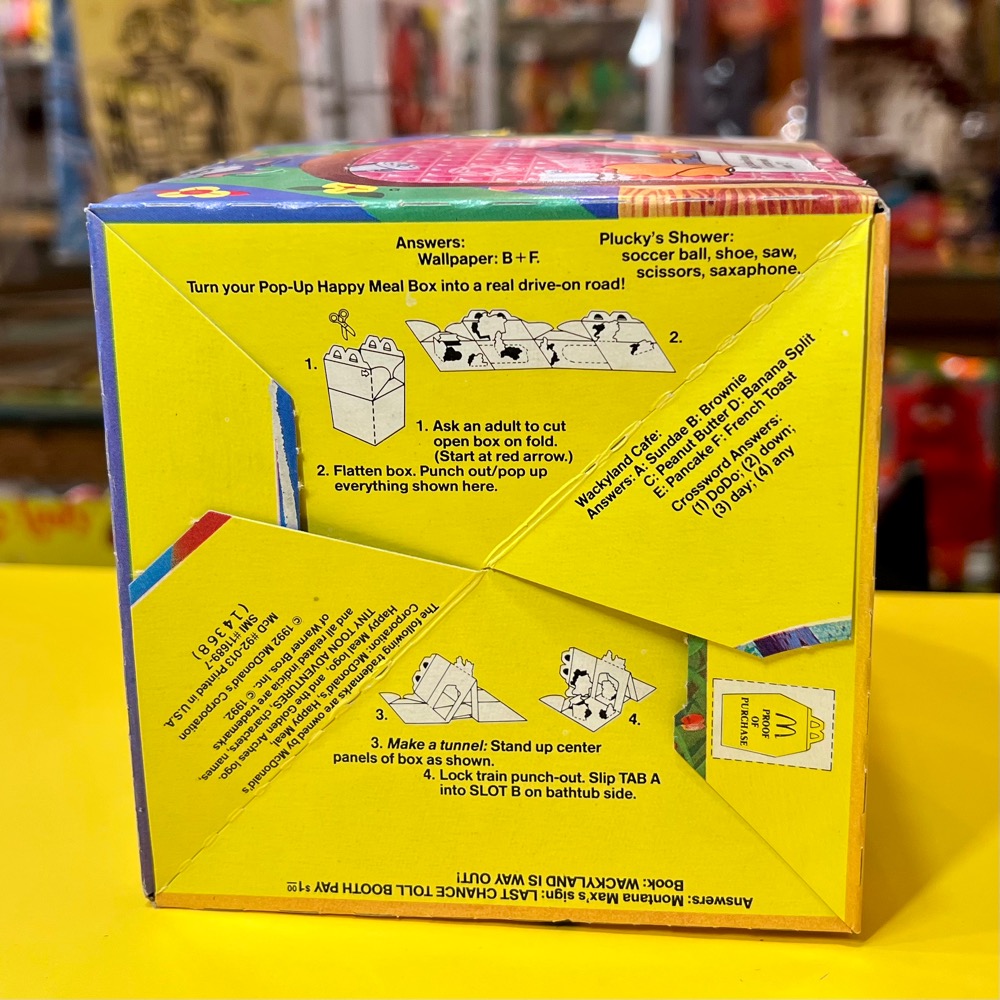 Answers:
Wallpaper: B + F.
Plucky's Shower:
soccer ball, shoe, saw,
scissors, saxaphone.
Turn your Pop-Up Happy Meal Box into a real drive-on road!
1.
2.
1. Ask an adult to cut
open box on fold.
(Start at red arrow.)
2. Flatten box. Punch out/pop up
everything shown here.
Wackyland Cafe:
Answers: A: Sundae B: Brownie
C: Peanut Butter D: Banana Split
E: Pancake F: French Toast
Crossword Answers:
(1) DoDo; (2) down;
(3) day; (4) any
The following trademarks are owned by McDonald's
Corporation: McDonald's, Happy Meal,
Happy Meal logo, and the Golden Arches logo.
TINY TOON ADVENTURES, characters, names,
and all related indicia are trademarks
of Warner Bros. Inc. © 1992.
© 1992 McDonald's Corporation
McD #92-013 Printed in U.S.A.
SMI #11689-7
(14368)
3.
4.
3. Make a tunnel: Stand up center
panels of box as shown.
4. Lock train punch-out. Slip TAB A
into SLOT B on bathtub side.
PROOF
OF
PURCHASE
Answers: Montana Max's sign: LAST CHANCE TOLL BOOTH PAY $1.00
Book: WACKYLAND IS WAY OUT!